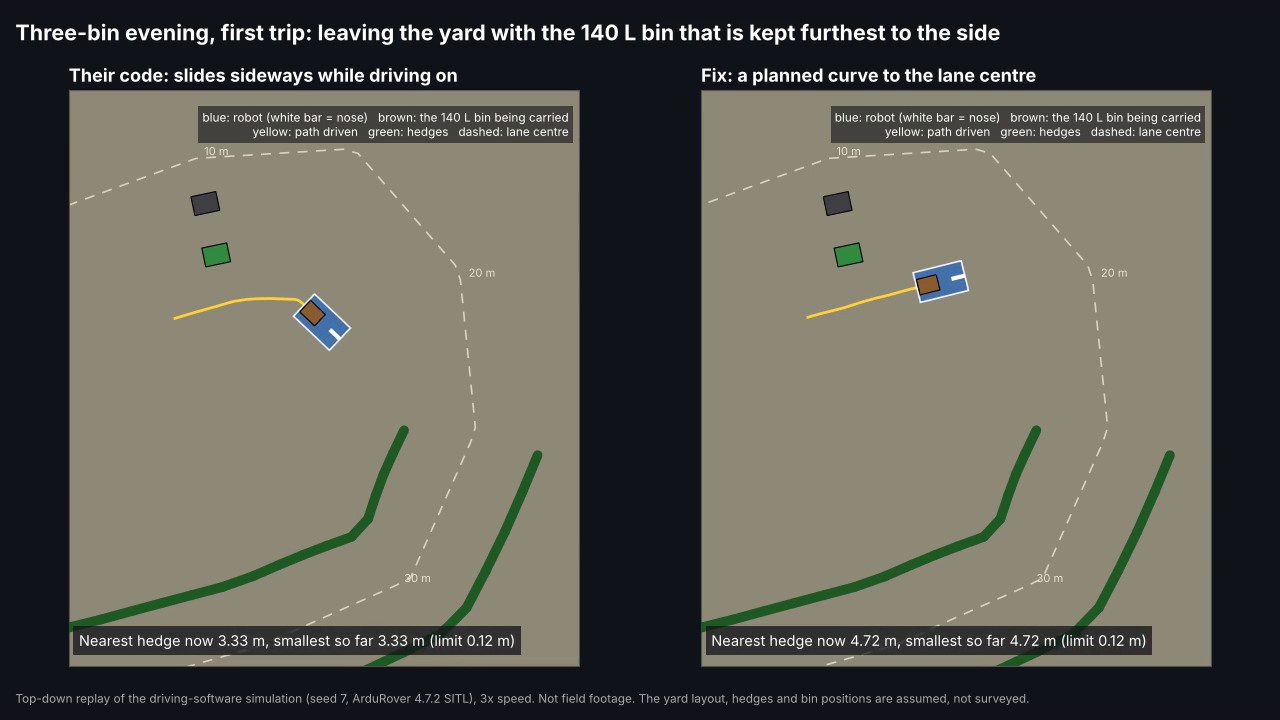 Three-bin evening, first trip: leaving the yard with the 140 L bin that is kept furthest to the side
Their code: slides sideways while driving on
blue: robot (white bar = nose) brown: the 140 L bin being carried
yellow: path driven green: hedges dashed: lane centre
10 m
20 m
30 m
Nearest hedge now 3.33 m, smallest so far 3.33 m (limit 0.12 m)
Fix: a planned curve to the lane centre
blue: robot (white bar = nose) brown: the 140 L bin being carried
yellow: path driven green: hedges dashed: lane centre
10 m
20 m
30 m
Nearest hedge now 4.72 m, smallest so far 4.72 m (limit 0.12 m)
Top-down replay of the driving-software simulation (seed 7, ArduRover 4.7.2 SITL), 3x speed. Not field footage. The yard layout, hedges and bin positions are assumed, not surveyed.